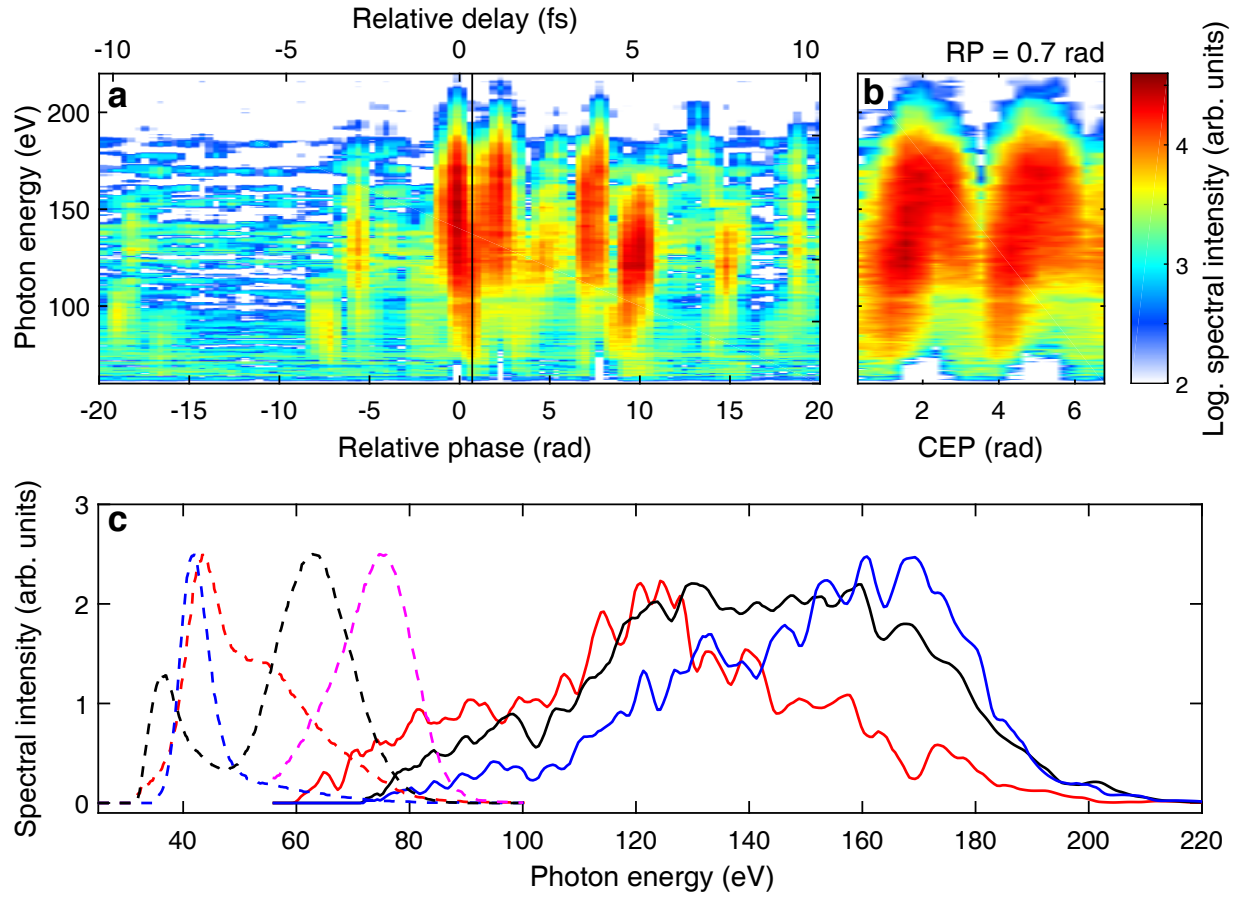 Relative delay (fs)
-10 -5 0 5 10
RP = 0.7 rad
a
b
200
150
100
Photon energy (eV)
-20 -15 -10 -5 0 5 10 15 20
Relative phase (rad)
2 4 6
CEP (rad)
4
3
2
Log. spectral intensity (arb. units)
c
3
2
1
0
Spectral intensity (arb. units)
40 60 80 100 120 140 160 180 200 220
Photon energy (eV)